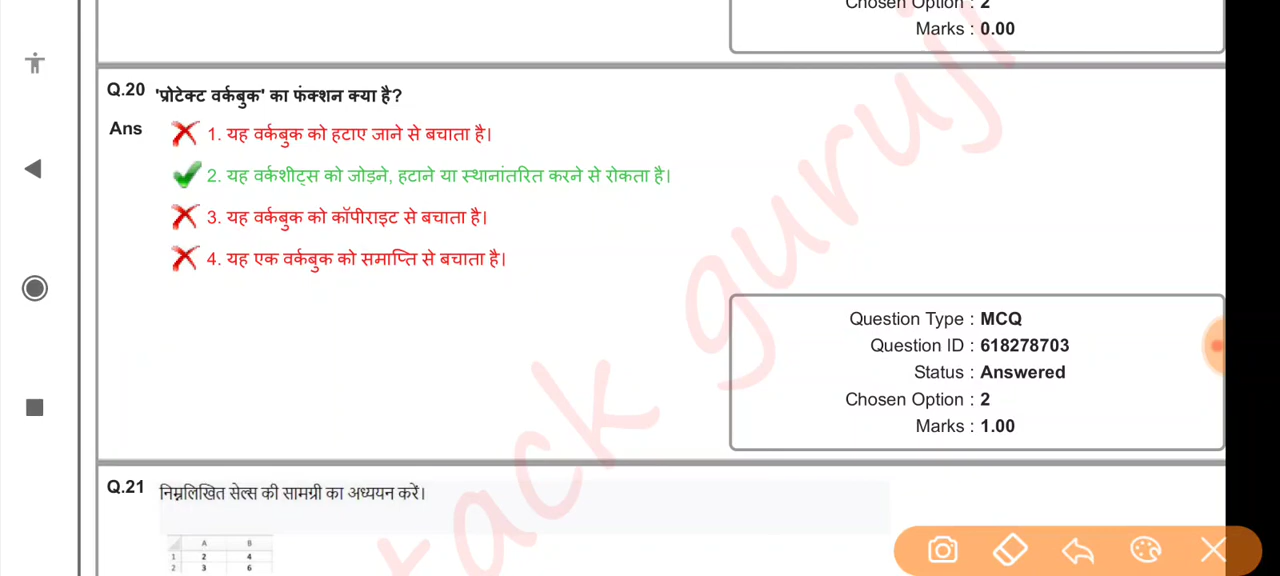 Chosen Option : 2
Marks : 0.00
Q.20 'प्रोटेक्ट वर्कबुक' का फंक्शन क्या है?
Ans 1. यह वर्कबुक को हटाए जाने से बचाता है।
2. यह वर्कशीट्स को जोड़ने, हटाने या स्थानांतरित करने से रोकता है।
3. यह वर्कबुक को कॉपीराइट से बचाता है।
4. यह एक वर्कबुक को समाप्ति से बचाता है।
Question Type : MCQ
Question ID : 618278703
Status : Answered
Chosen Option : 2
Marks : 1.00
Q.21 निम्नलिखित सेल्स की सामग्री का अध्ययन करें।
A B
1 2 4
2 3 6
guruji